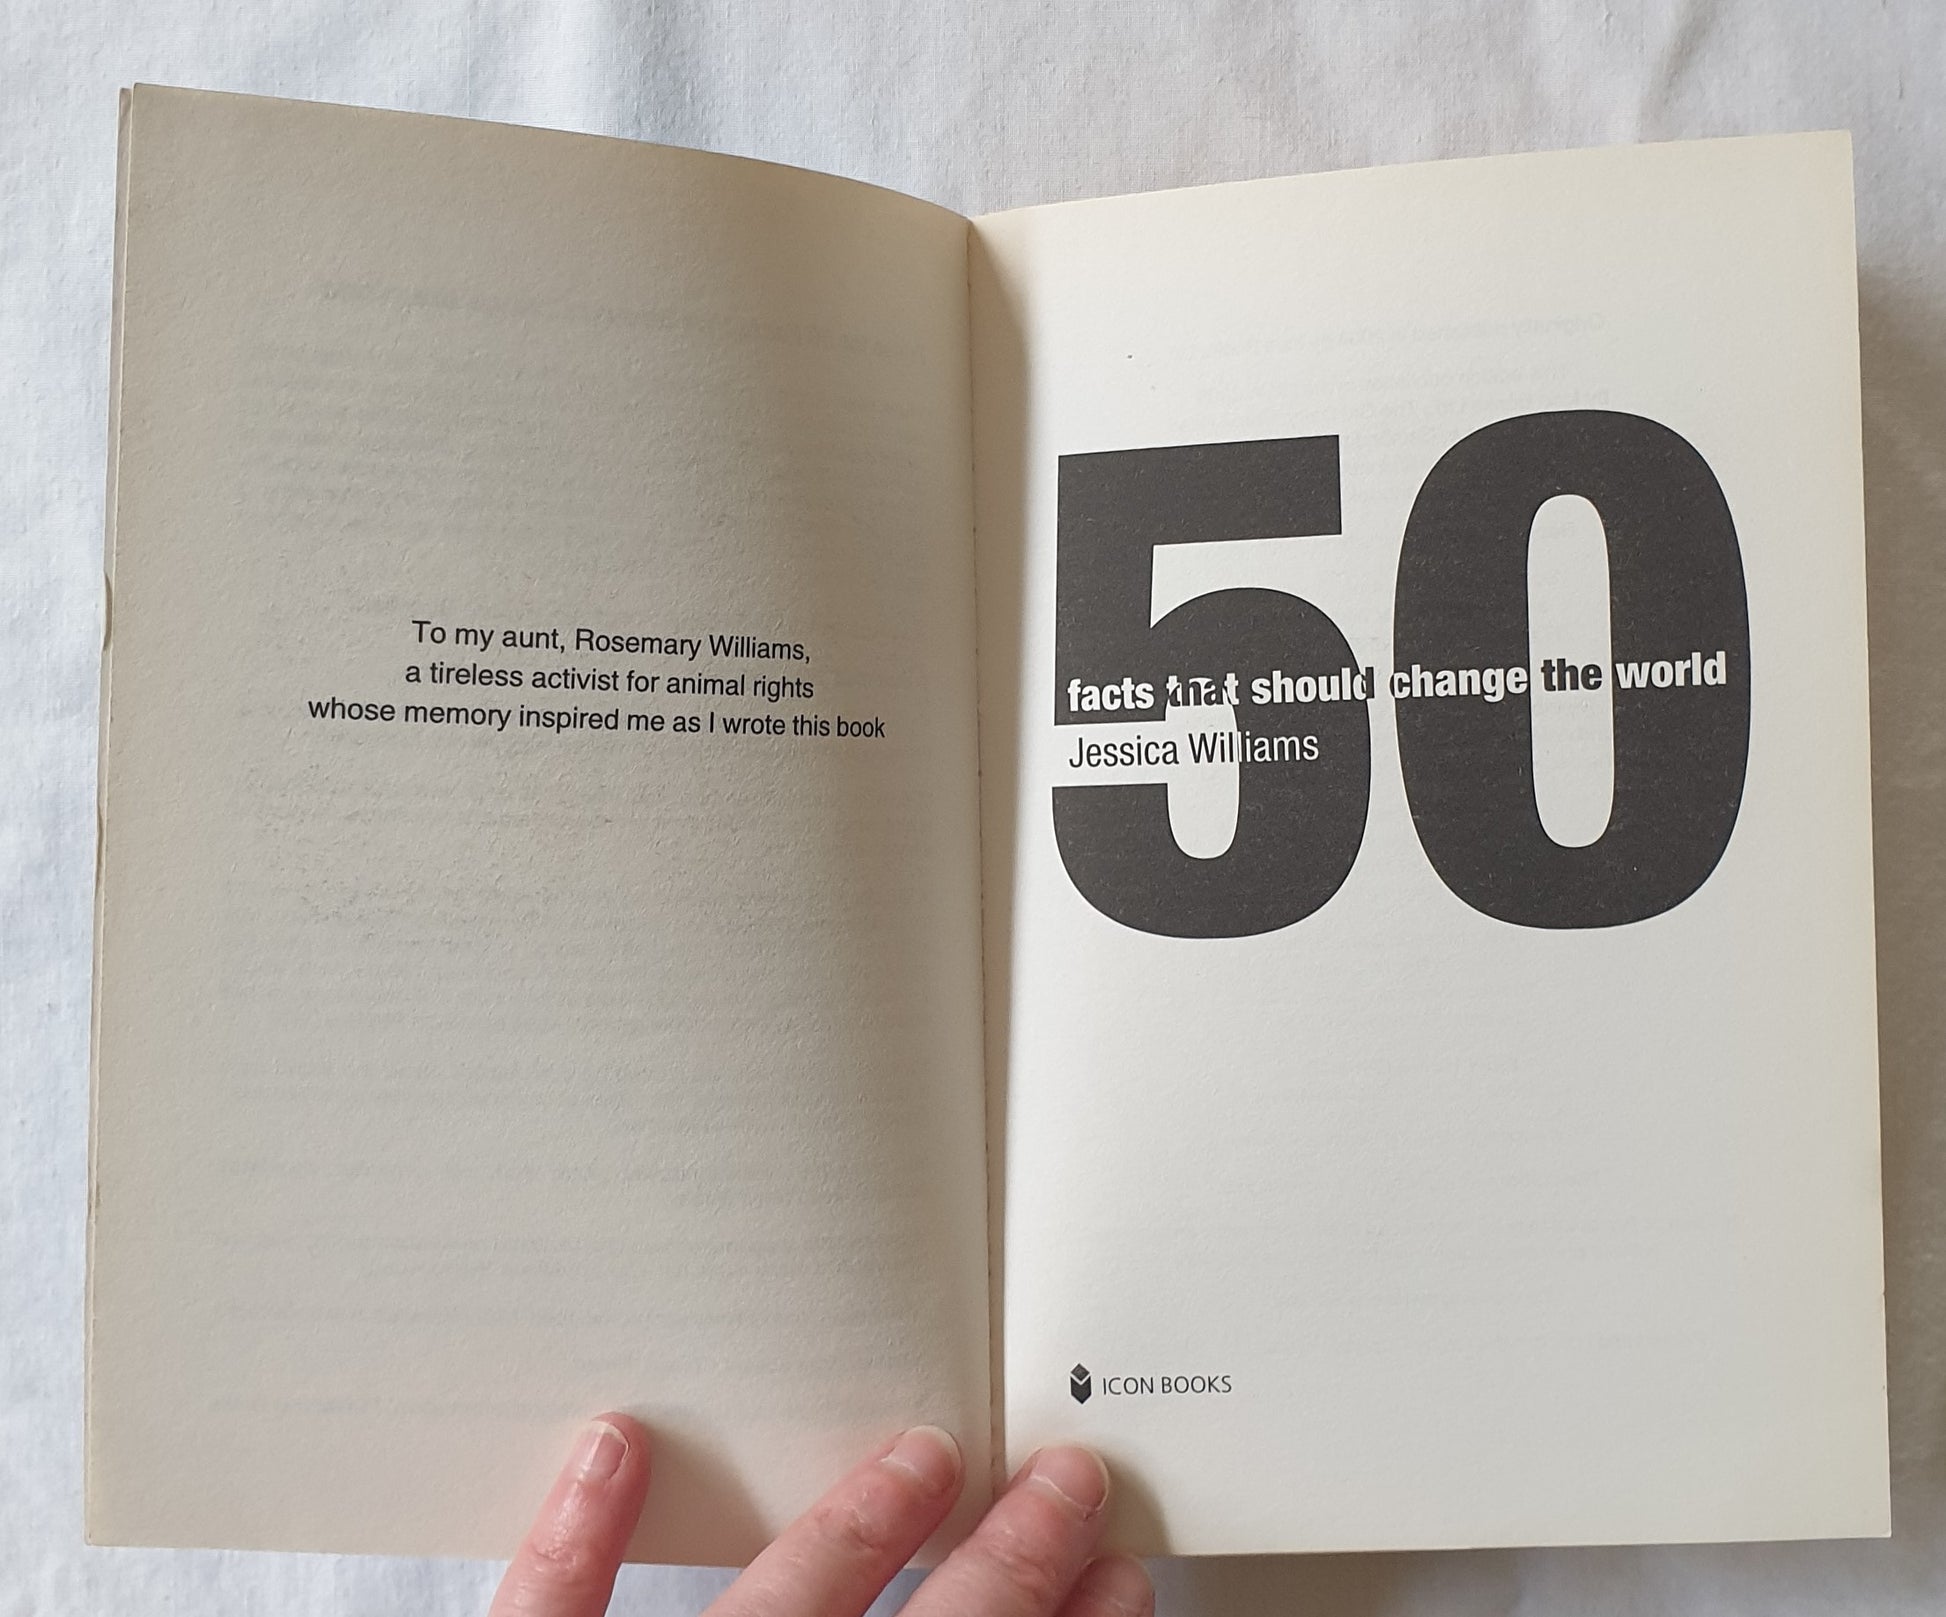 To my aunt, Rosemary Williams,
a tireless activist for animal rights
whose memory inspired me as I wrote this book
50
facts that should change the world
Jessica Williams
ICON BOOKS